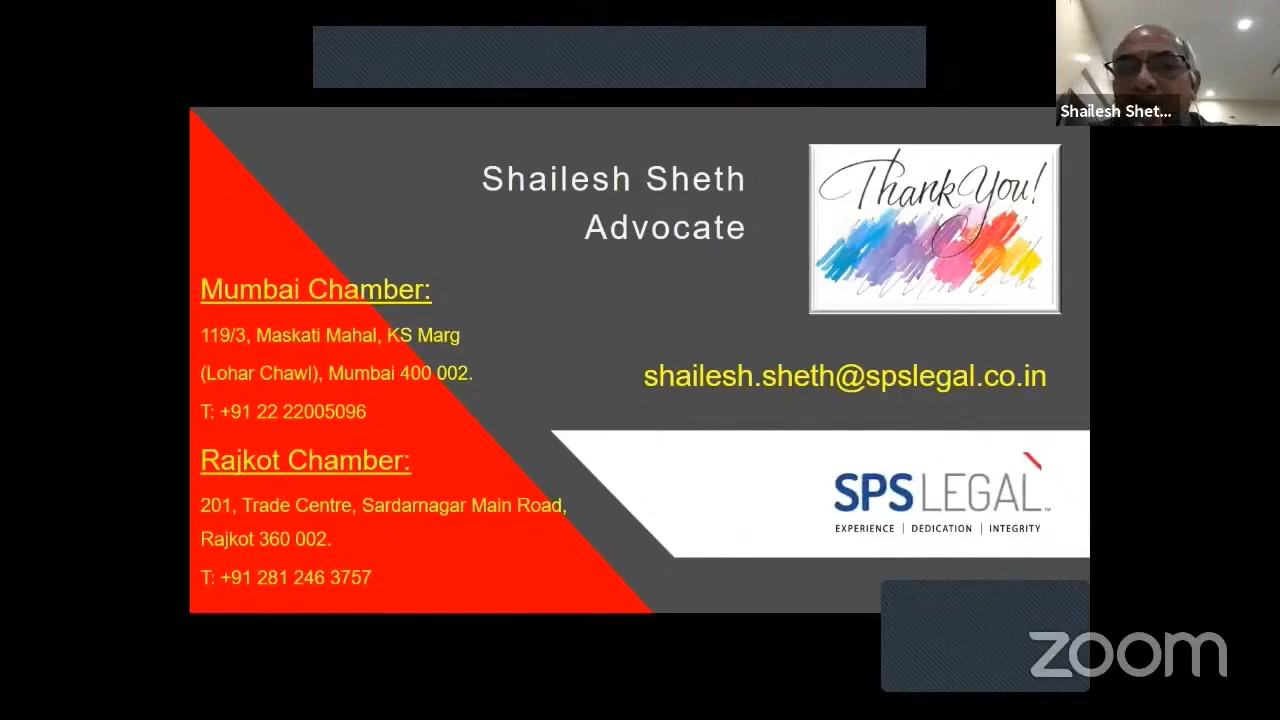 Shailesh Shet...
Shailesh Sheth
Advocate
Thank You!
Mumbai Chamber:
119/3, Maskati Mahal, KS Marg
(Lohar Chawl), Mumbai 400 002.
T: +91 22 22005096
shailesh.sheth@spslegal.co.in
Rajkot Chamber:
201, Trade Centre, Sardarnagar Main Road,
Rajkot 360 002.
T: +91 281 246 3757
SPS LEGAL™
EXPERIENCE | DEDICATION | INTEGRITY
zoom